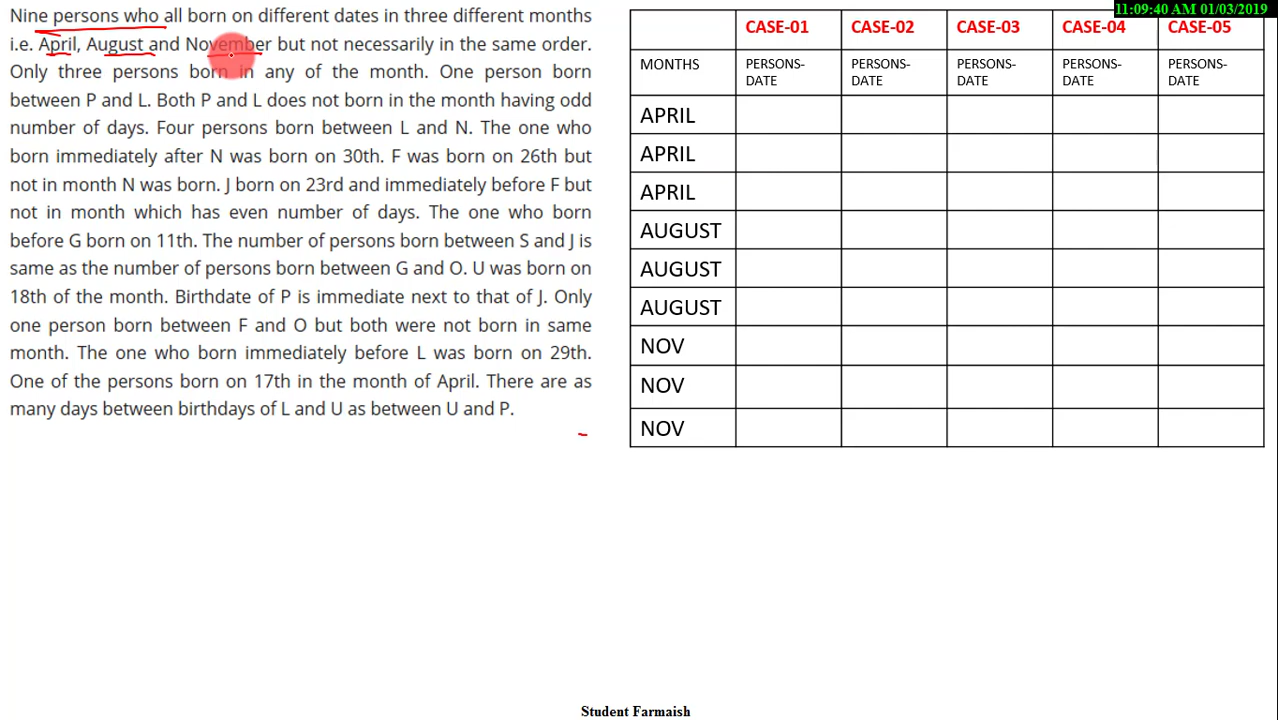 11:09:40 AM 01/03/2019
Nine persons who all born on different dates in three different months
i.e. April, August and November but not necessarily in the same order.
Only three persons born in any of the month. One person born
between P and L. Both P and L does not born in the month having odd
number of days. Four persons born between L and N. The one who
born immediately after N was born on 30th. F was born on 26th but
not in month N was born. J born on 23rd and immediately before F but
not in month which has even number of days. The one who born
before G born on 11th. The number of persons born between S and J is
same as the number of persons born between G and O. U was born on
18th of the month. Birthdate of P is immediate next to that of J. Only
one person born between F and O but both were not born in same
month. The one who born immediately before L was born on 29th.
One of the persons born on 17th in the month of April. There are as
many days between birthdays of L and U as between U and P.
CASE-01 CASE-02 CASE-03 CASE-04 CASE-05
MONTHS PERSONS-DATE PERSONS-DATE PERSONS-DATE PERSONS-DATE PERSONS-DATE
APRIL
APRIL
APRIL
AUGUST
AUGUST
AUGUST
NOV
NOV
NOV
Student Farmaish